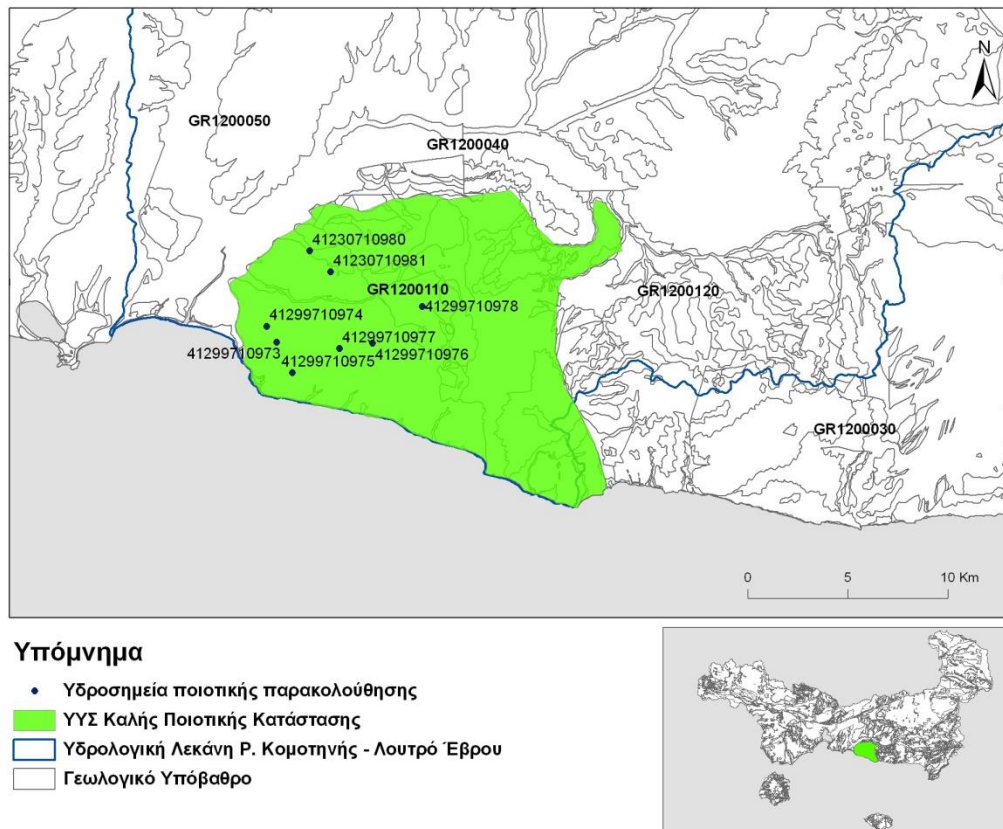 N
GR1200050
GR1200040
41230710980
41230710981
GR1200110
GR1200120
41299710978
41299710974
41299710977
41299710973
41299710976
41299710975
GR1200030
0 5 10 Km
Υπόμνημα
Υδροσημεία ποιοτικής παρακολούθησης
ΥΥΣ Καλής Ποιοτικής Κατάστασης
Υδρολογική Λεκάνη Ρ. Κομοτηνής - Λουτρό Έβρου
Γεωλογικό Υπόβαθρο